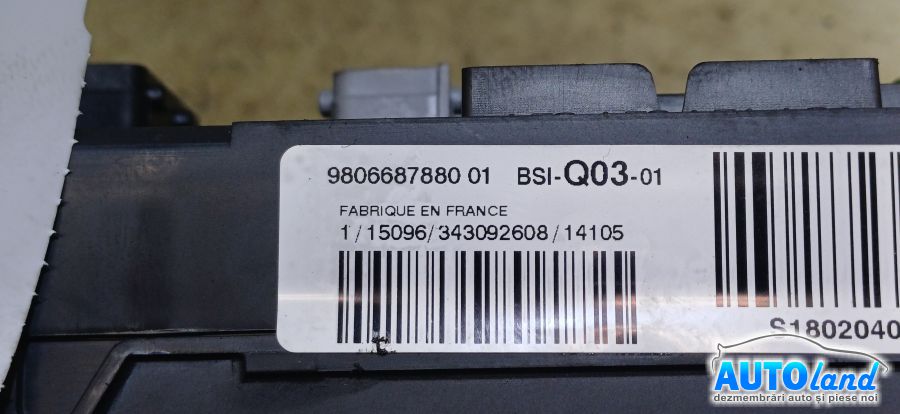 9806687880 01 BSI-Q03-01
FABRIQUE EN FRANCE
1/15096/343092608/14105
S1802040
AUTOland
dezmembrări auto și piese noi